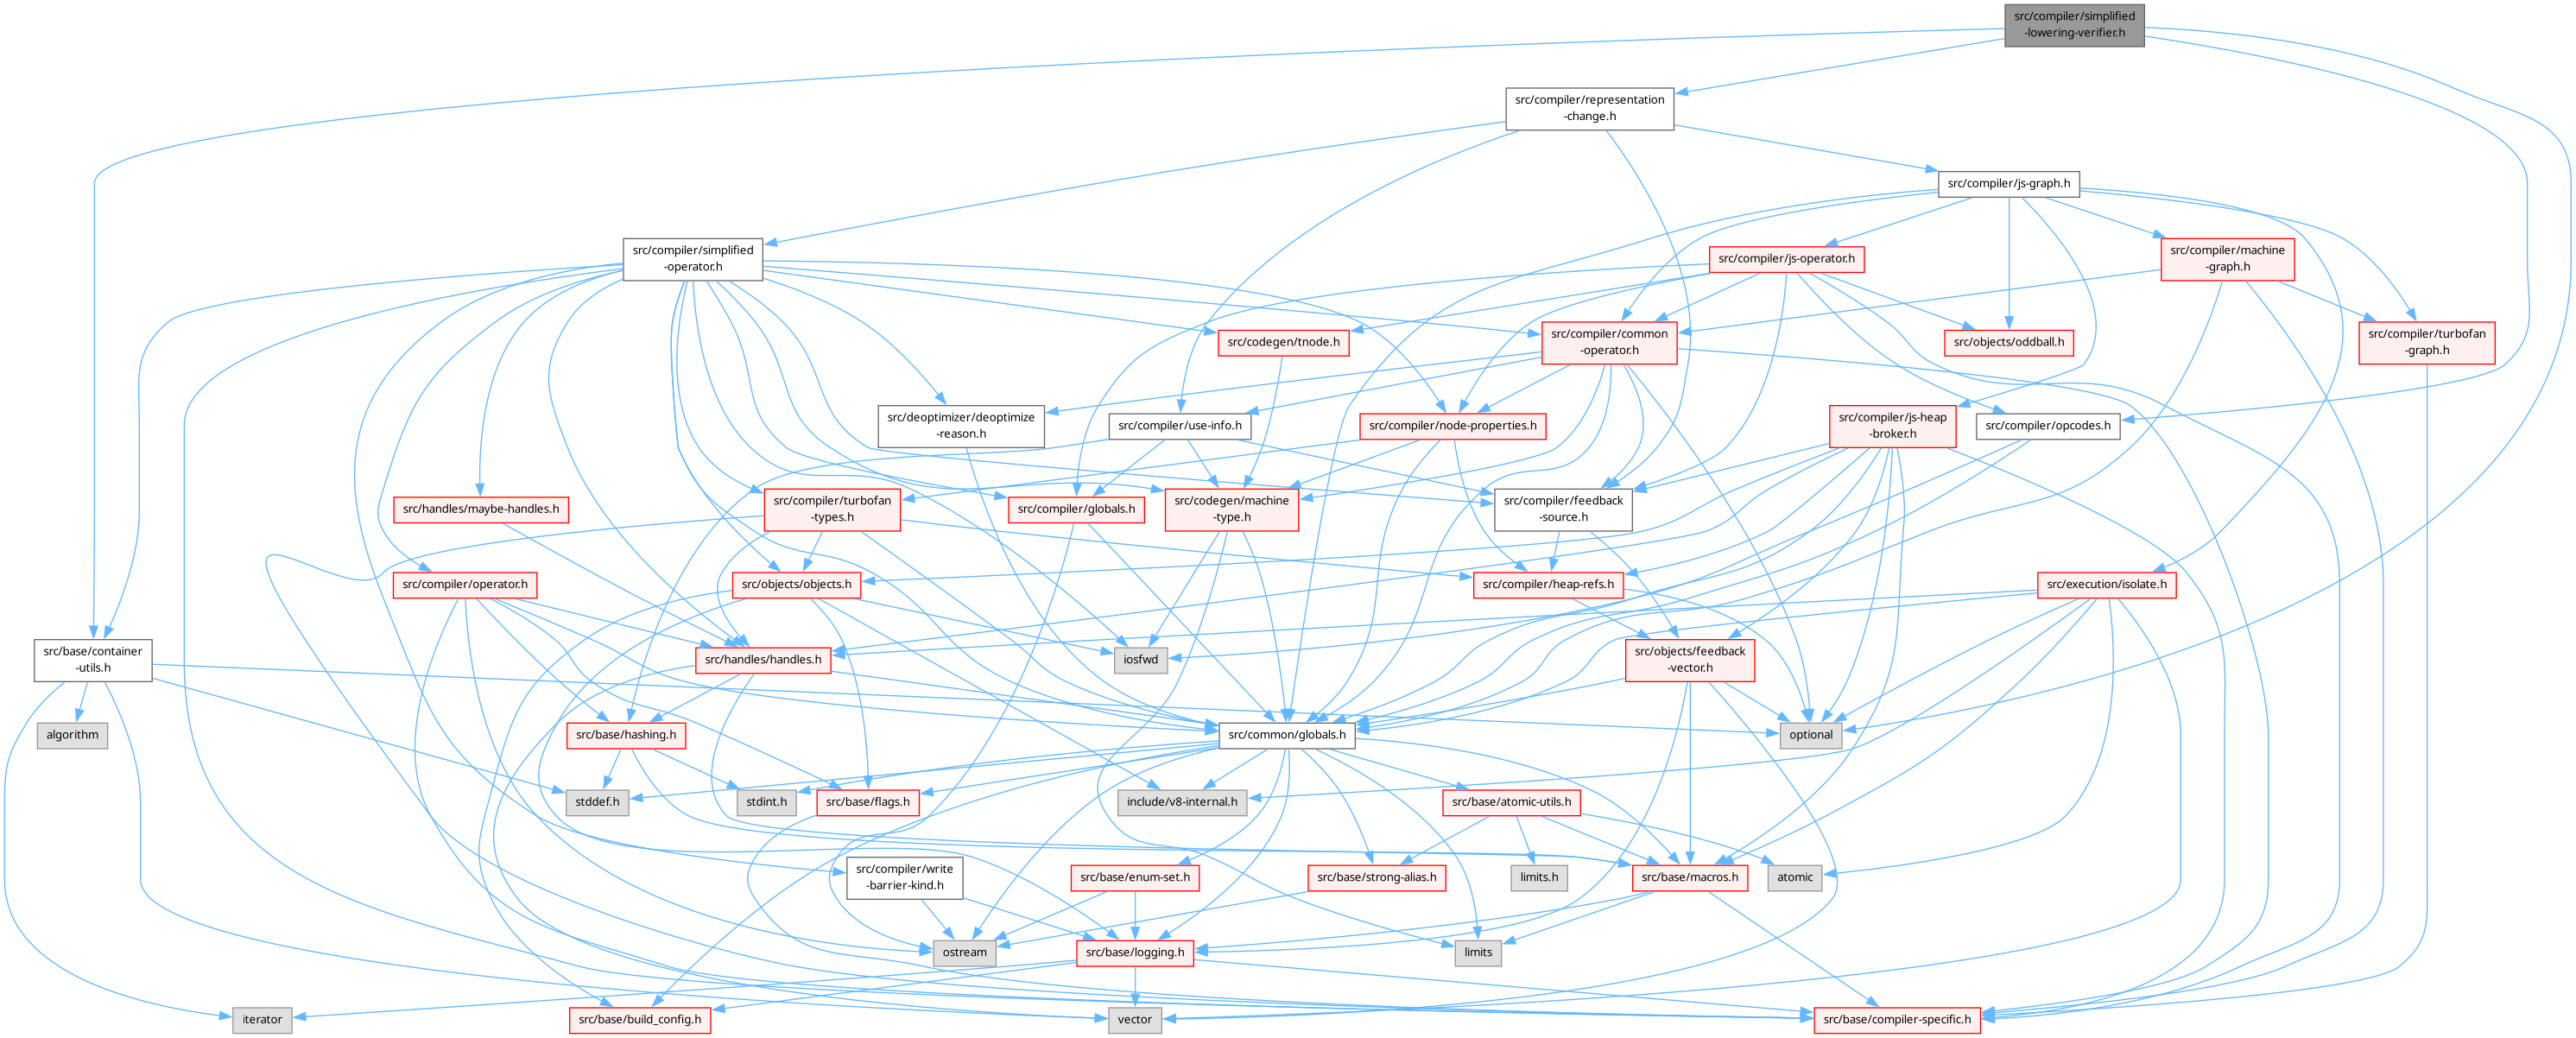 src/compiler/simplified
-lowering-verifier.h
src/compiler/representation
-change.h
src/compiler/js-graph.h
src/compiler/simplified
-operator.h
src/compiler/js-operator.h
src/compiler/machine
-graph.h
src/codegen/tnode.h
src/compiler/common
-operator.h
src/objects/oddball.h
src/compiler/turbofan
-graph.h
src/deoptimizer/deoptimize
-reason.h
src/compiler/use-info.h
src/compiler/node-properties.h
src/compiler/js-heap
-broker.h
src/compiler/opcodes.h
src/handles/maybe-handles.h
src/compiler/turbofan
-types.h
src/compiler/globals.h
src/codegen/machine
-type.h
src/compiler/feedback
-source.h
src/compiler/operator.h
src/objects/objects.h
src/compiler/heap-refs.h
src/execution/isolate.h
src/base/container
-utils.h
src/handles/handles.h
iosfwd
src/objects/feedback
-vector.h
algorithm
src/base/hashing.h
src/common/globals.h
optional
stddef.h
stdint.h
src/base/flags.h
include/v8-internal.h
src/base/atomic-utils.h
src/compiler/write
-barrier-kind.h
src/base/enum-set.h
src/base/strong-alias.h
limits.h
src/base/macros.h
atomic
ostream
src/base/logging.h
limits
iterator
src/base/build_config.h
vector
src/base/compiler-specific.h